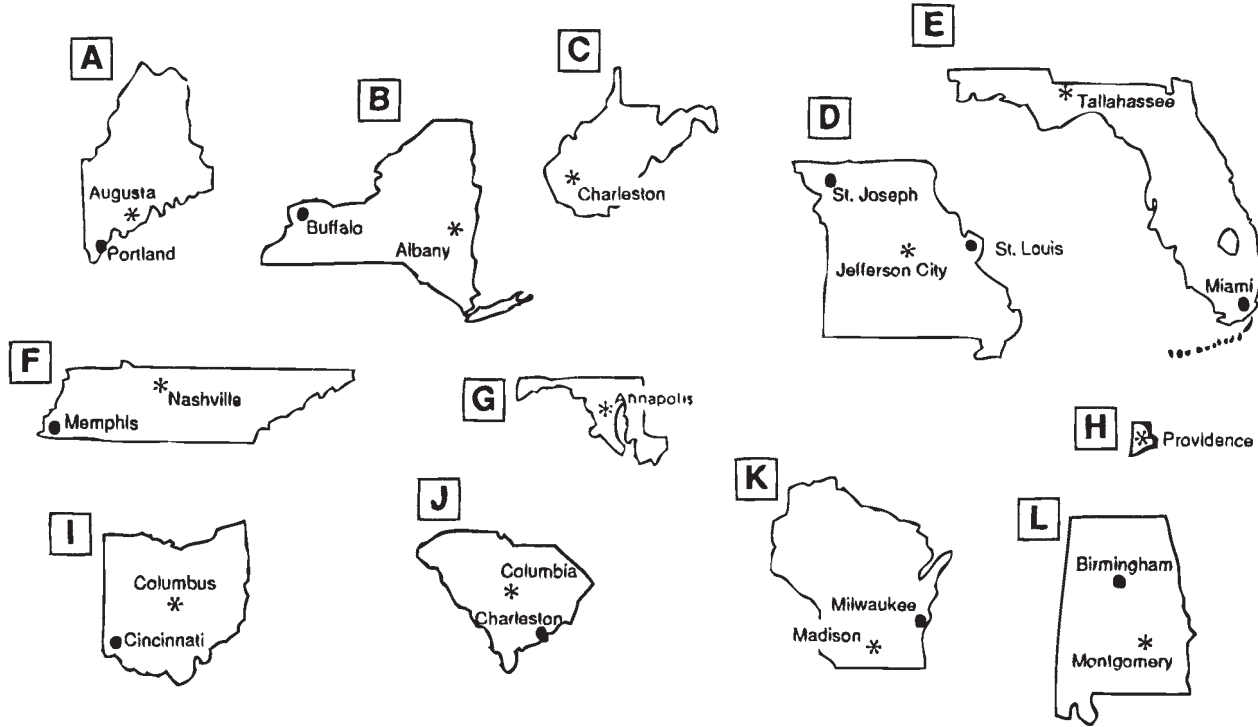 A
Augusta
Portland
B
Buffalo
Albany
C
Charleston
D
St. Joseph
Jefferson City
St. Louis
E
Tallahassee
Miami
F
Nashville
Memphis
G
Annapolis
H
Providence
I
Columbus
Cincinnati
J
Columbia
Charleston
K
Milwaukee
Madison
L
Birmingham
Montgomery